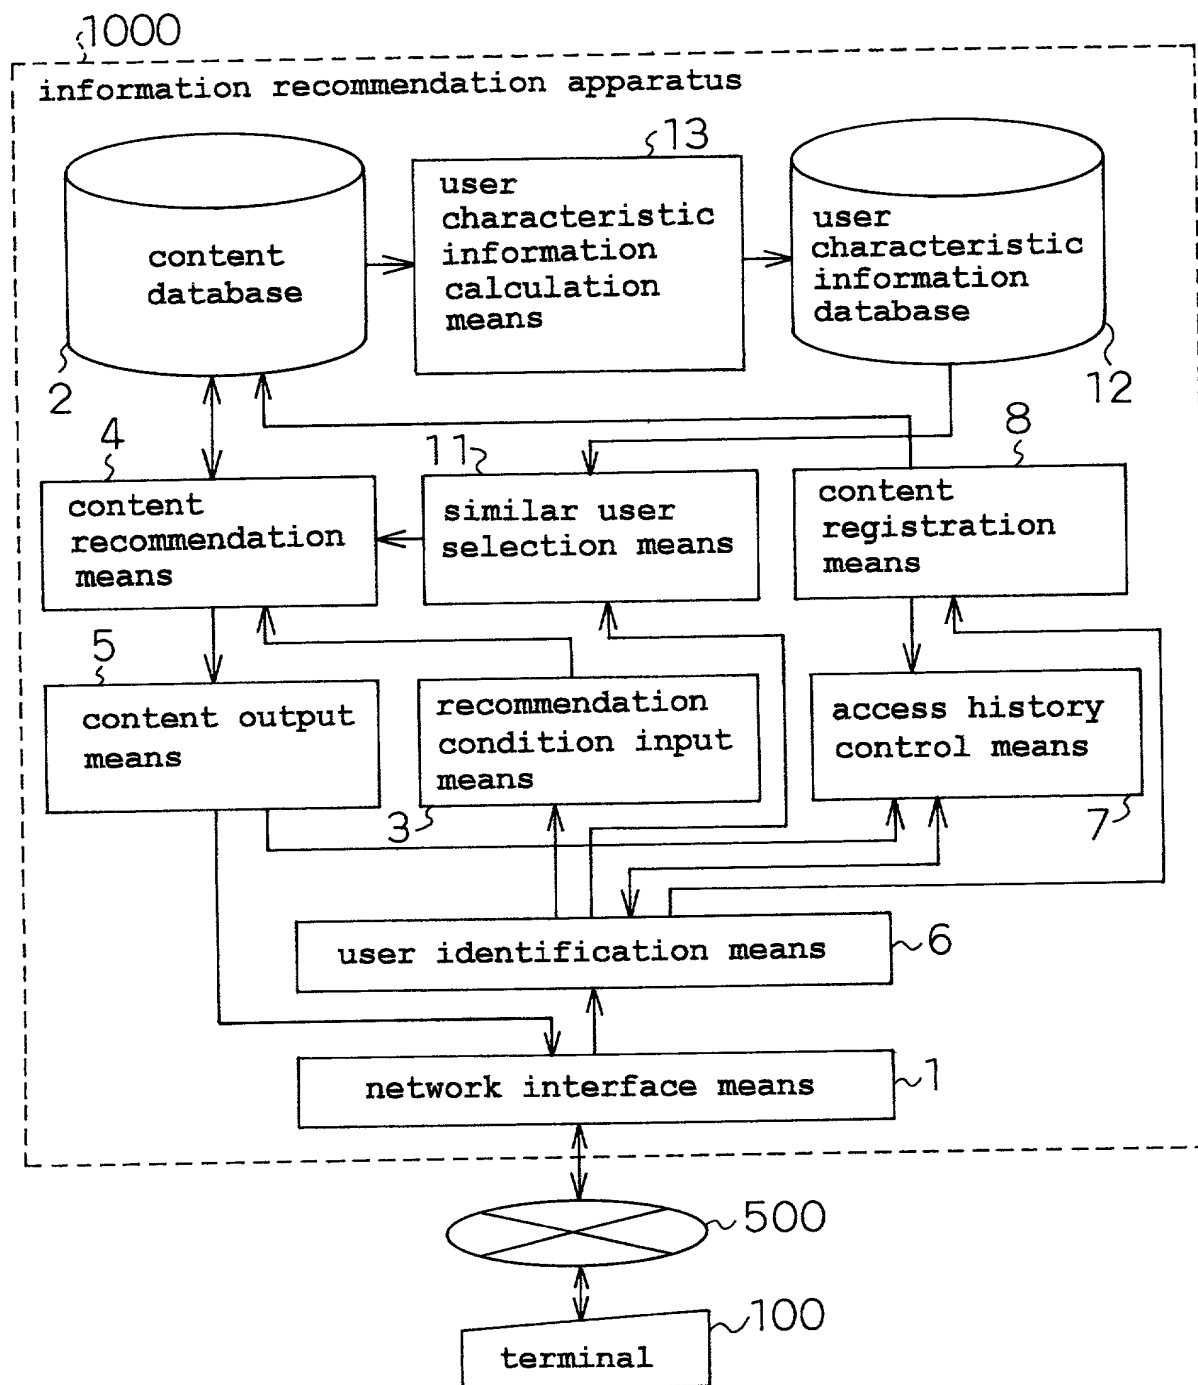 1000
information recommendation apparatus
content
database
2
13
user
characteristic
information
calculation
means
user
characteristic
information
database
12
4
content
recommendation
means
11
similar user
selection means
8
content
registration
means
5
content output
means
recommendation
condition input
means
3
access history
control means
7
user identification means
6
network interface means
1
500
100
terminal